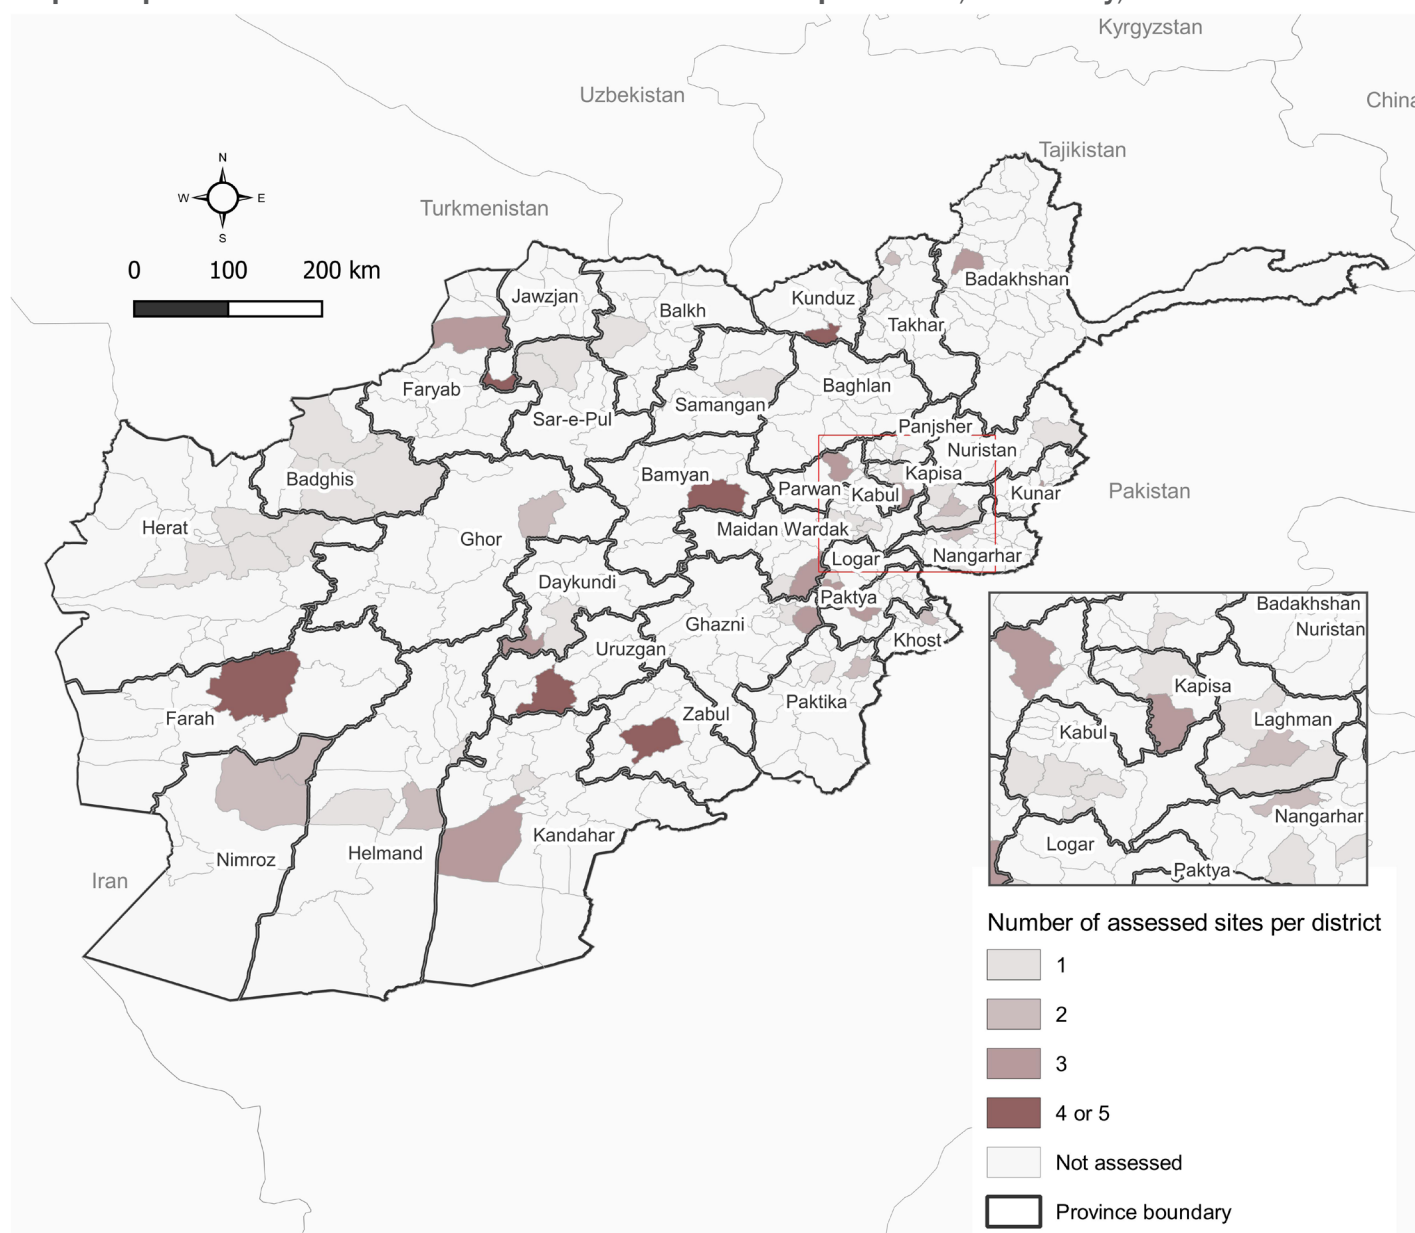 Kyrgyzstan
Uzbekistan
Tajikistan
Turkmenistan
N
W E
S
0 100 200 km
Jawzjan
Balkh
Kunduz
Badakhshan
Takhar
Faryab
Baghlan
Samangan
Sar-e-Pul
Panjsher
Nuristan
Badghis
Bamyan
Kapisa
Parwan
Kabul
Kunar
Pakistan
Herat
Ghor
Maidan Wardak
Logar
Nangarhar
Daykundi
Paktya
Ghazni
Khost
Uruzgan
Farah
Zabul
Paktika
Kandahar
Nimroz
Helmand
Iran
Badakhshan
Nuristan
Kapisa
Laghman
Kabul
Nangarhar
Logar
Paktya
Number of assessed sites per district
1
2
3
4 or 5
Not assessed
Province boundary